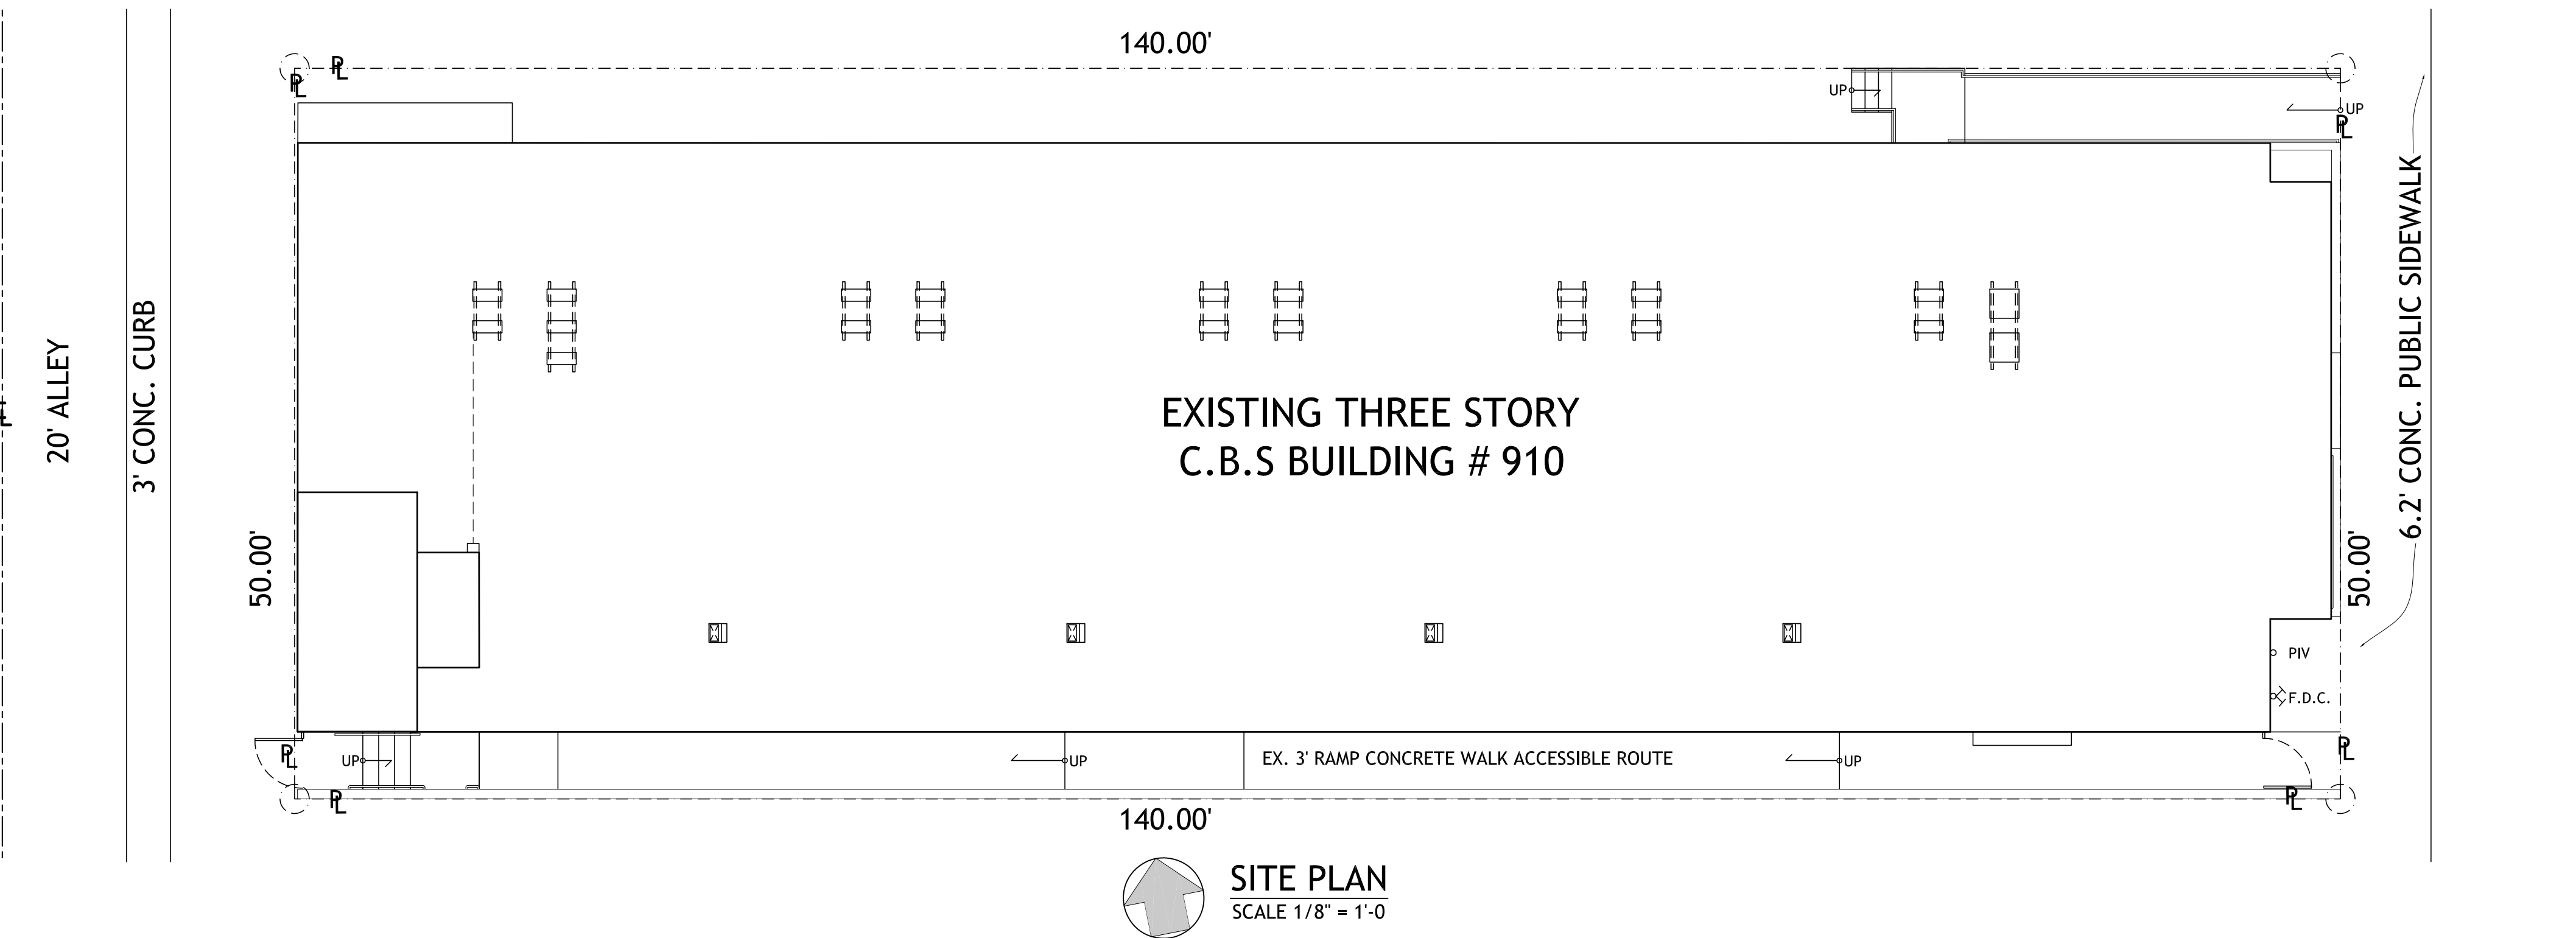 140.00'
PL
PL
UP
UP
PL
20' ALLEY
3' CONC. CURB
6.2' CONC. PUBLIC SIDEWALK
EXISTING THREE STORY
C.B.S BUILDING # 910
50.00'
50.00'
PIV
F.D.C.
PL
UP
UP
EX. 3' RAMP CONCRETE WALK ACCESSIBLE ROUTE
UP
PL
PL
PL
140.00'
SITE PLAN
SCALE 1/8" = 1'-0